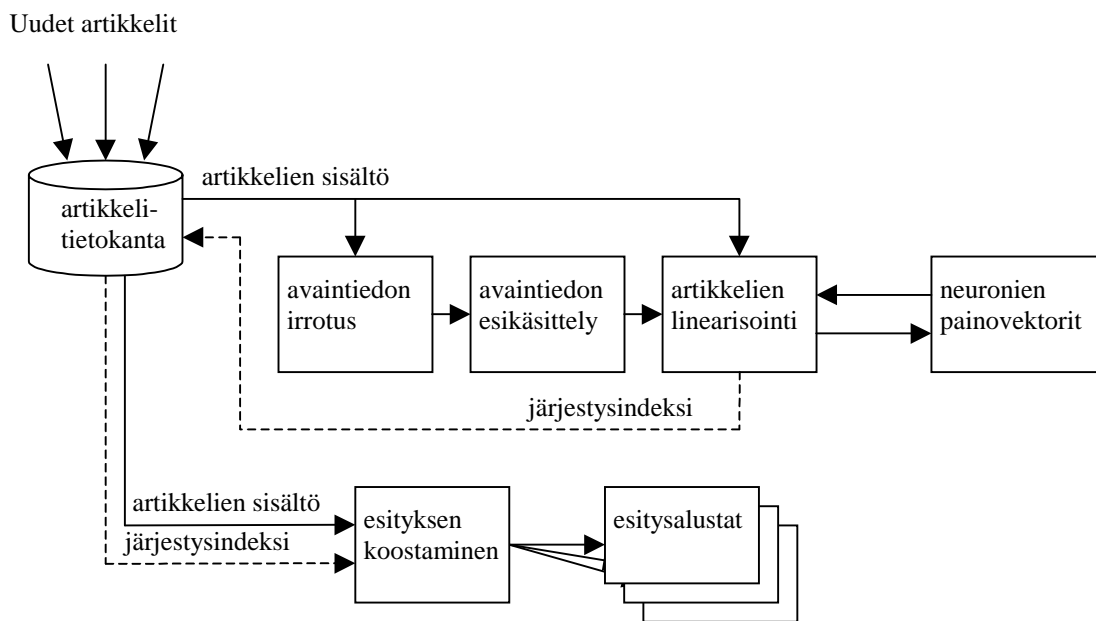 Uudet artikkelit
artikkelien sisältö
artikkeli-
tietokanta
avaintiedon
irrotus
avaintiedon
esikäsittely
artikkelien
linearisointi
neuronien
painovektorit
järjestysindeksi
artikkelien sisältö
järjestysindeksi
esityksen
koostaminen
esitysalustat